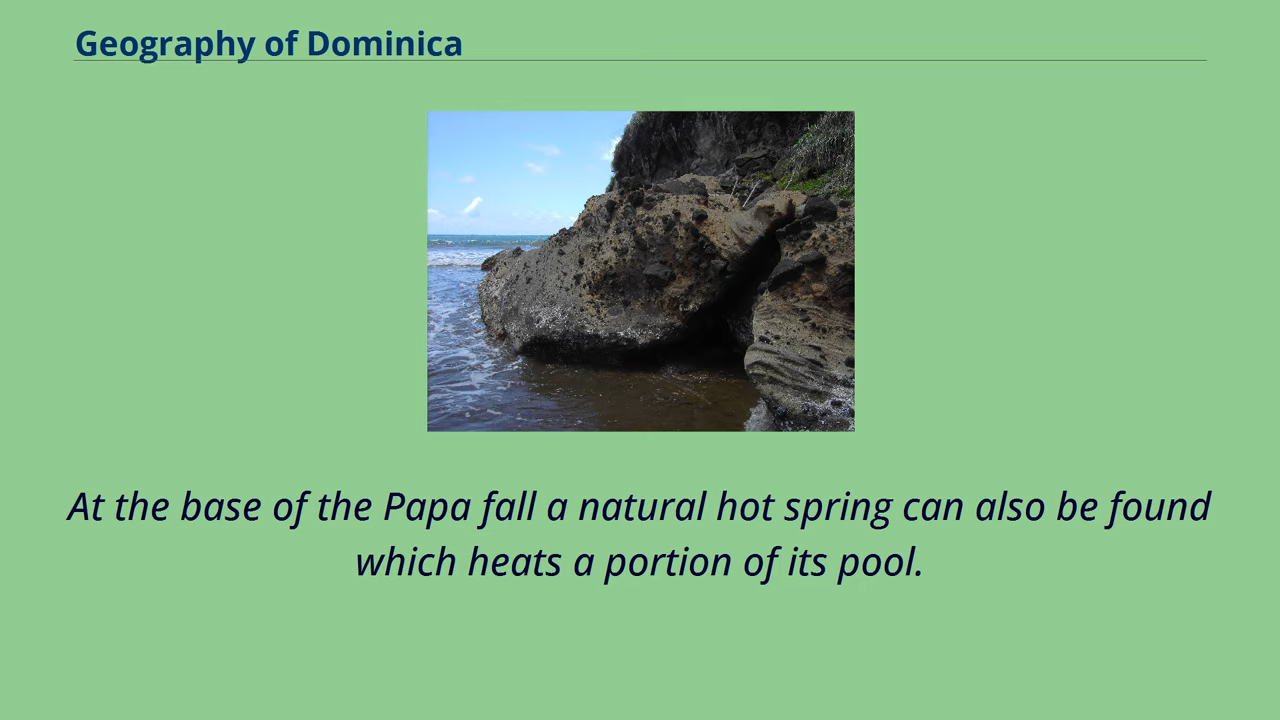 Geography of Dominica
At the base of the Papa fall a natural hot spring can also be found
which heats a portion of its pool.